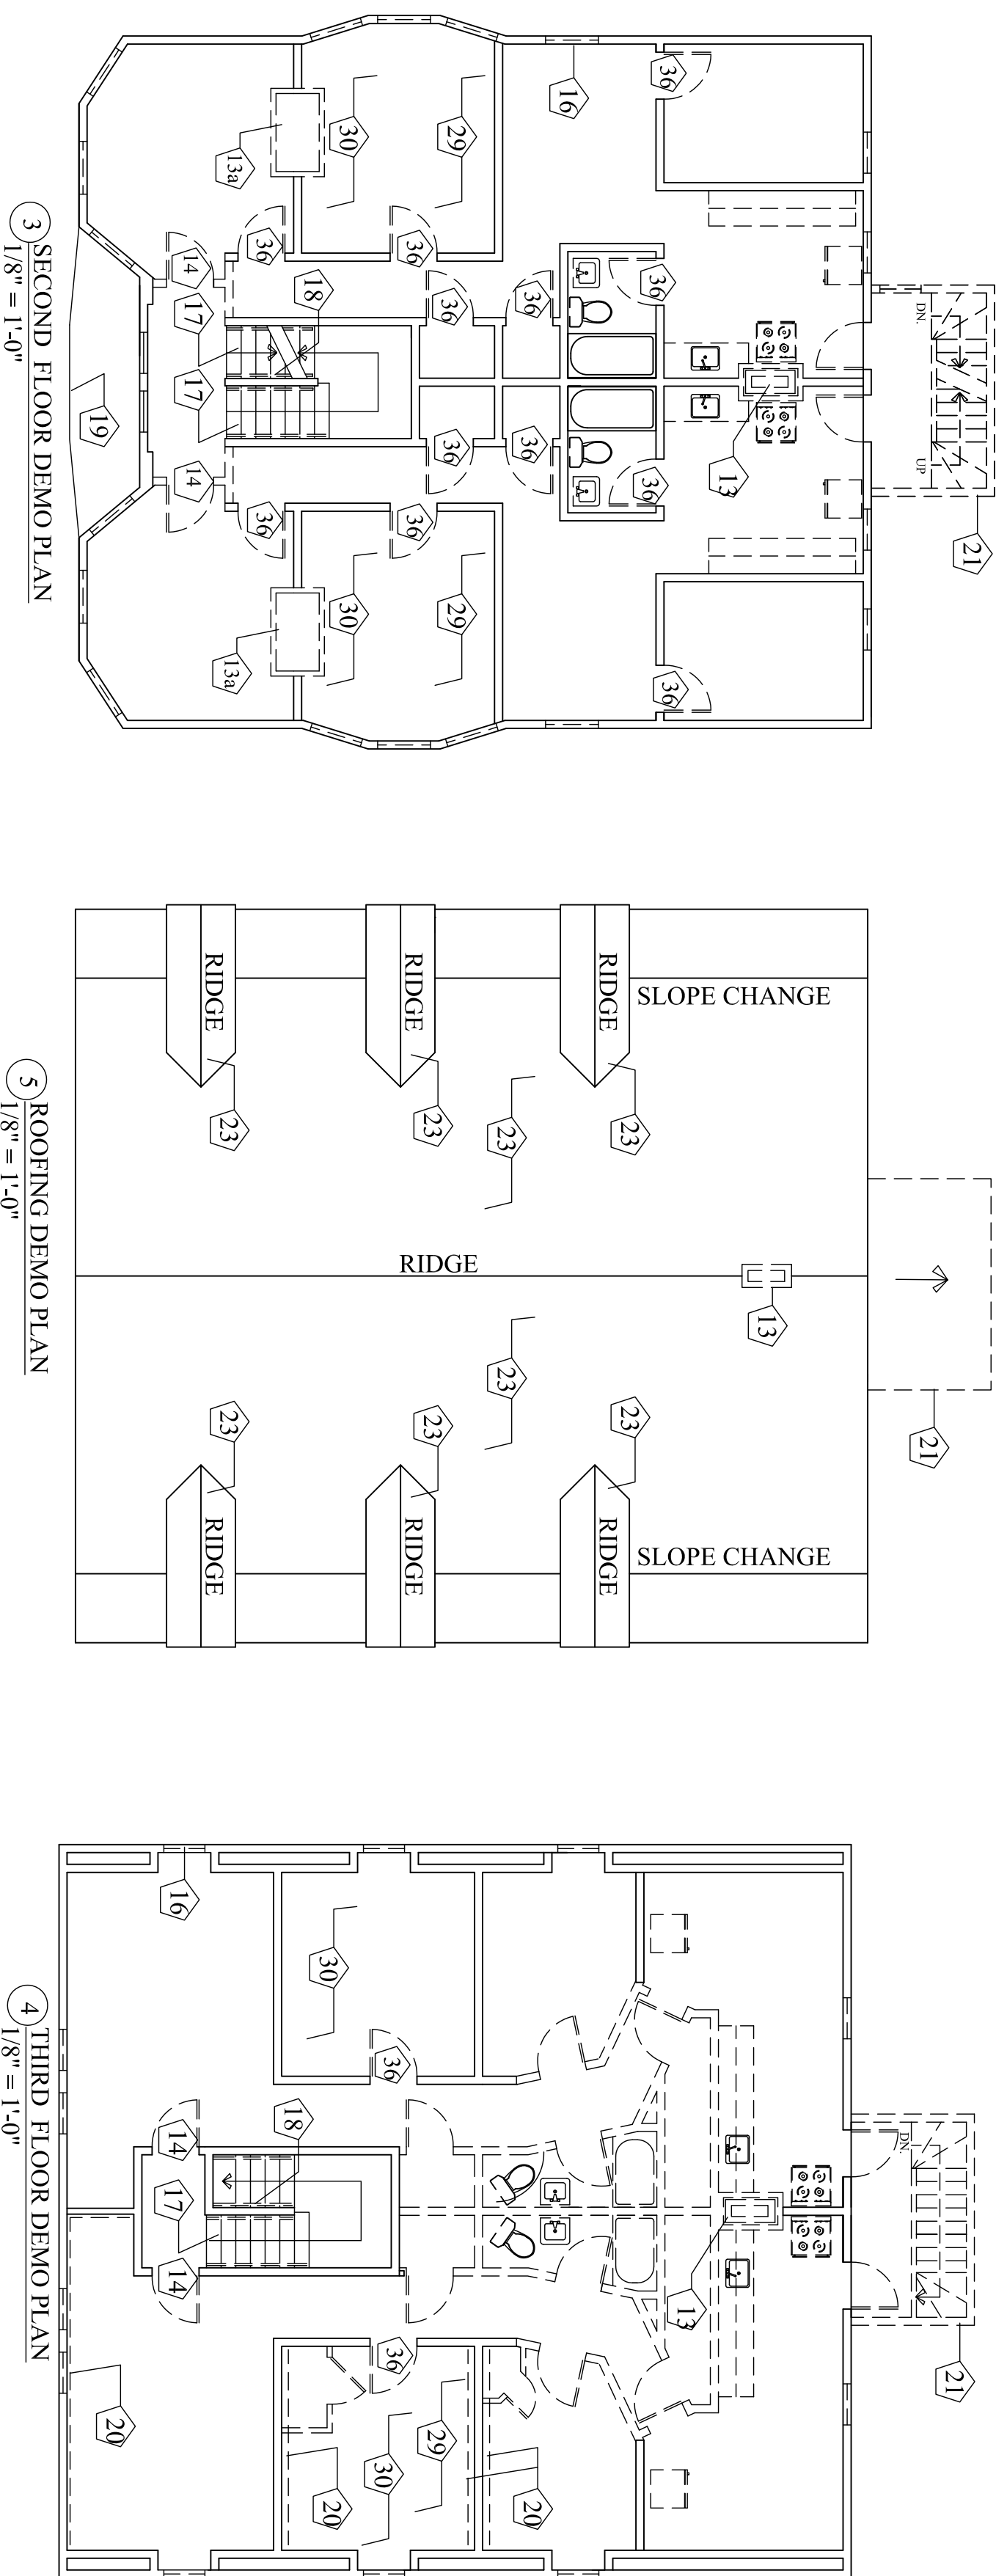 21
DN.
UP
13
36
36
36
36
16
36
36
29
29
36
36
36
36
30
30
18
36
36
13a
13a
14
17
17
14
19
3 SECOND FLOOR DEMO PLAN
1/8" = 1'-0"
21
SLOPE CHANGE
SLOPE CHANGE
13
RIDGE
23
23
RIDGE
23
23
RIDGE
RIDGE
23
23
RIDGE
RIDGE
23
23
RIDGE
5 ROOFING DEMO PLAN
1/8" = 1'-0"
21
DN.
13
20
29
36
36
30
30
20
18
16
14
17
14
20
4 THIRD FLOOR DEMO PLAN
1/8" = 1'-0"